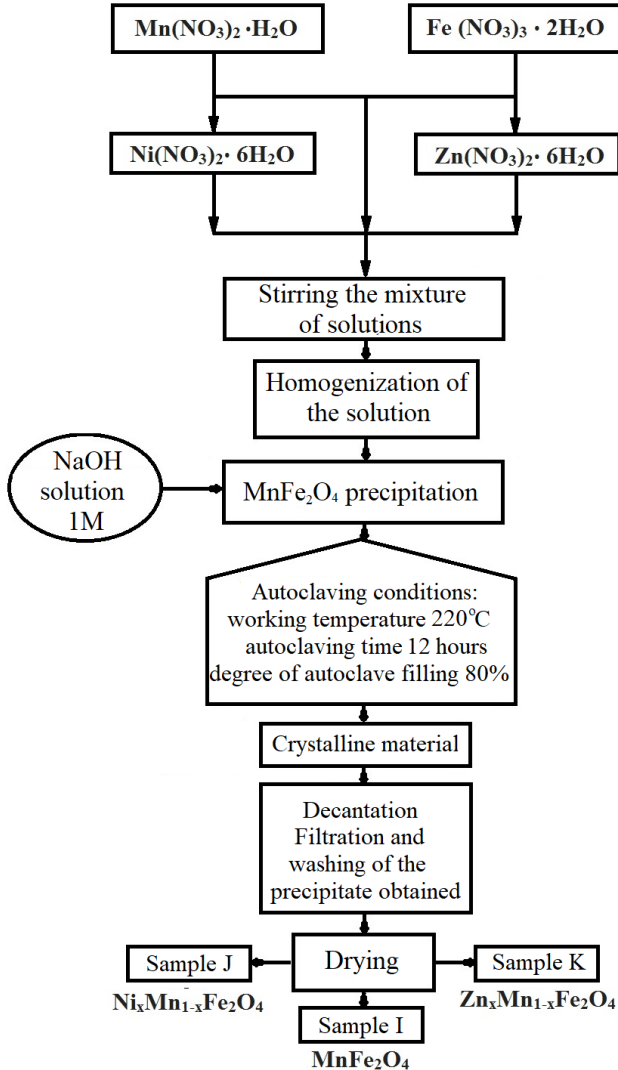 Mn(NO₃)₂ ·H₂O
Fe (NO₃)₃ · 2H₂O
Ni(NO₃)₂· 6H₂O
Zn(NO₃)₂· 6H₂O
Stirring the mixture
of solutions
Homogenization of
the solution
NaOH
solution
1M
MnFe₂O₄ precipitation
Autoclaving conditions:
working temperature 220°C
autoclaving time 12 hours
degree of autoclave filling 80%
Crystalline material
Decantation
Filtration and
washing of the
precipitate obtained
Sample J
Drying
Sample K
NiₓMn₁₋ₓFe₂O₄
ZnₓMn₁₋ₓFe₂O₄
Sample I
MnFe₂O₄